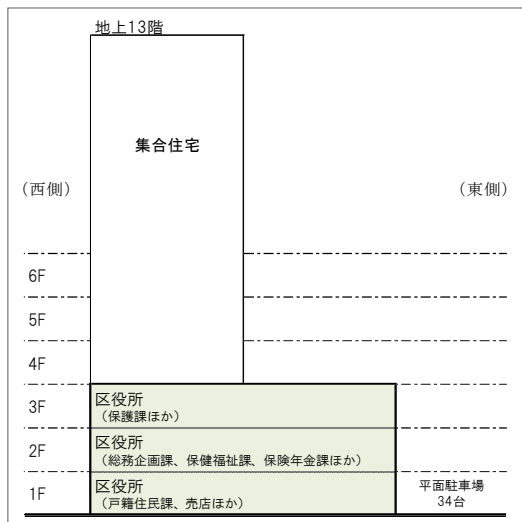 地上13階
集合住宅
(西側)
(東側)
6F
5F
4F
3F
区役所
(保護課ほか)
2F
区役所
(総務企画課、保健福祉課、保険年金課ほか)
1F
区役所
(戸籍住民課、売店ほか)
平面駐車場
34台